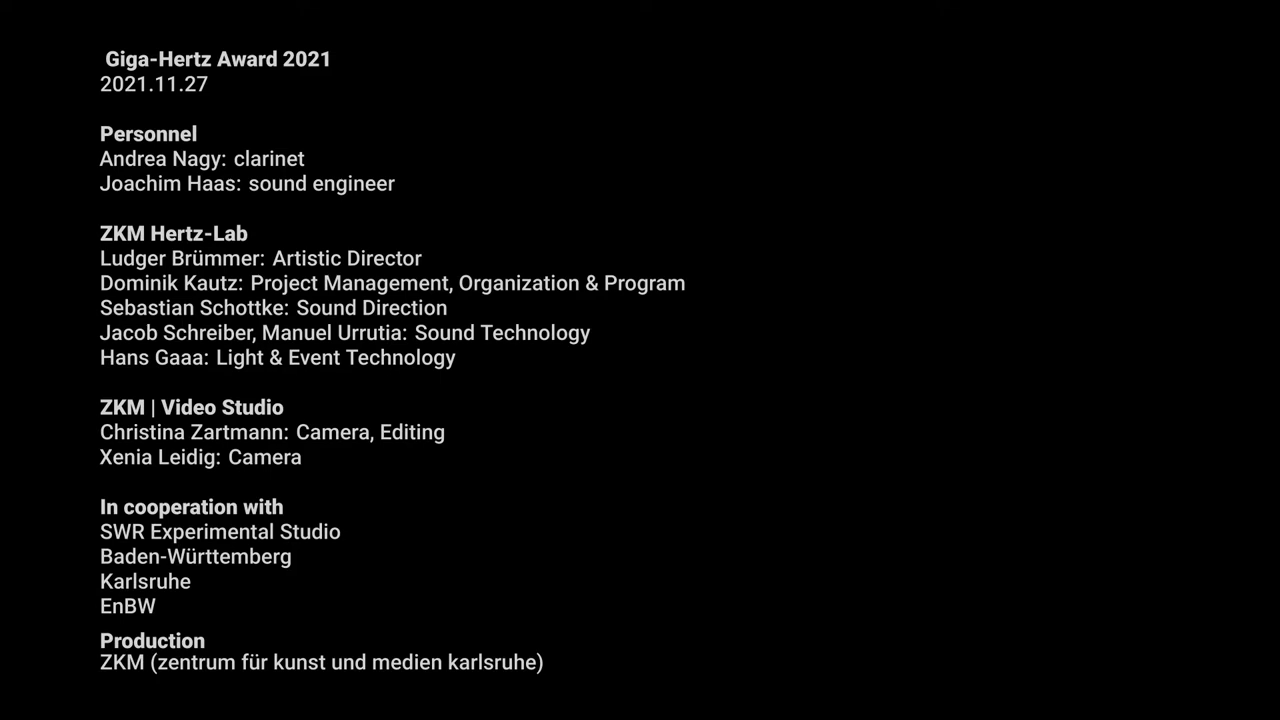 Giga-Hertz Award 2021
2021.11.27
Personnel
Andrea Nagy: clarinet
Joachim Haas: sound engineer
ZKM Hertz-Lab
Ludger Brümmer: Artistic Director
Dominik Kautz: Project Management, Organization & Program
Sebastian Schottke: Sound Direction
Jacob Schreiber, Manuel Urrutia: Sound Technology
Hans Gaaa: Light & Event Technology
ZKM | Video Studio
Christina Zartmann: Camera, Editing
Xenia Leidig: Camera
In cooperation with
SWR Experimental Studio
Baden-Württemberg
Karlsruhe
EnBW
Production
ZKM (zentrum für kunst und medien karlsruhe)